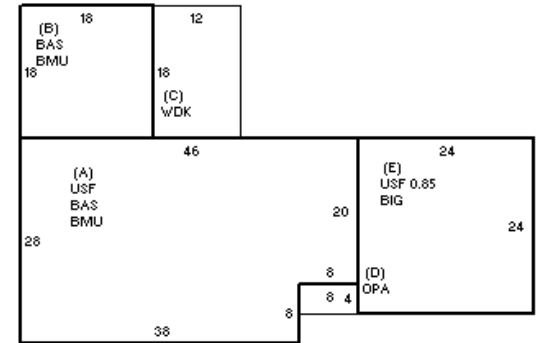 18
12
(B)
BAS
BMU
18
18
(C)
WDK
46
24
(A)
USF
BAS
BMU
(E)
USF 0.85
BIG
20
24
28
8
(D)
OPA
8
4
8
38